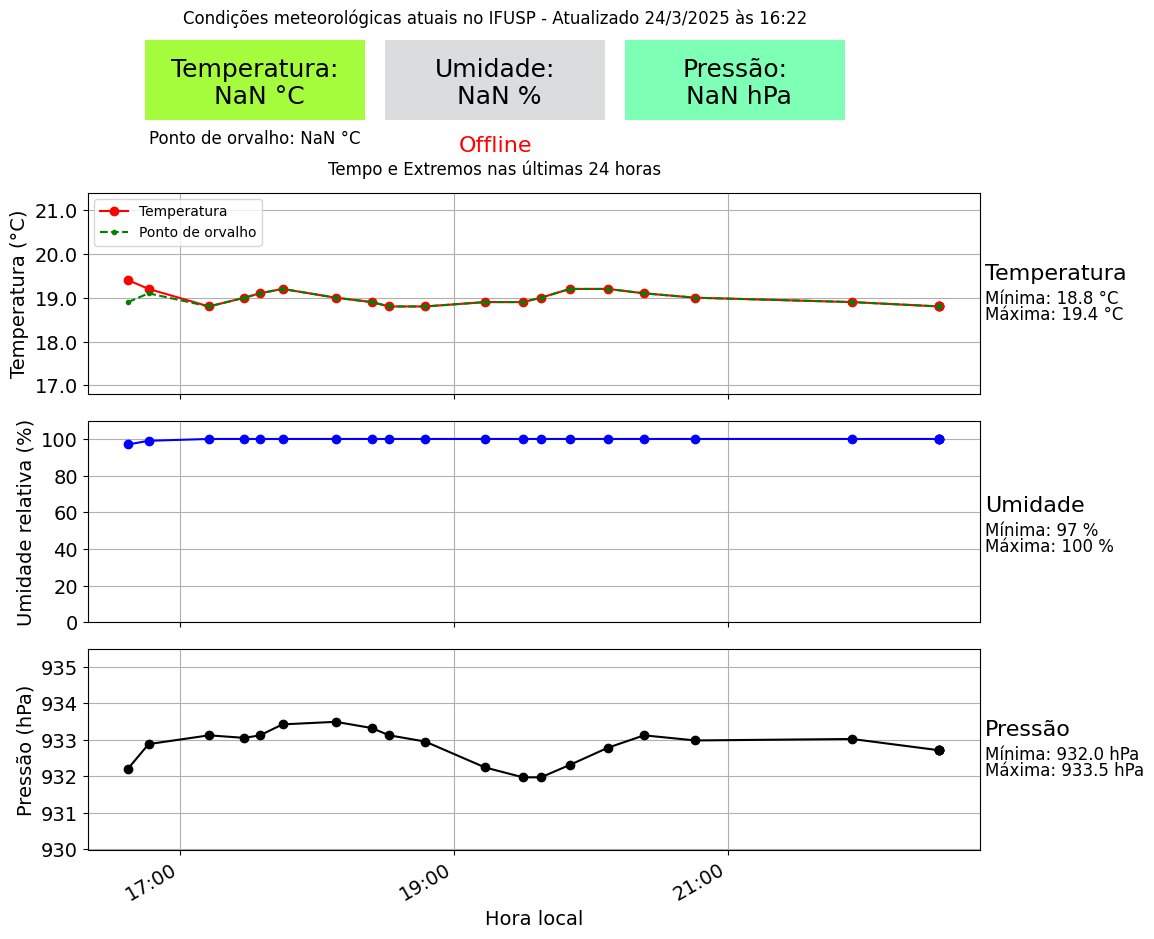 Condições meteorológicas atuais no IFUSP - Atualizado 24/3/2025 às 16:22
Temperatura:
NaN °C
Umidade:
NaN %
Pressão:
NaN hPa
Ponto de orvalho: NaN °C
Offline
Tempo e Extremos nas últimas 24 horas
Temperatura (°C)
21.0
20.0
19.0
18.0
17.0
Temperatura
Ponto de orvalho
Temperatura
Mínima: 18.8 °C
Máxima: 19.4 °C
Umidade relativa (%)
100
80
60
40
20
0
Umidade
Mínima: 97 %
Máxima: 100 %
Pressão (hPa)
935
934
933
932
931
930
Pressão
Mínima: 932.0 hPa
Máxima: 933.5 hPa
17:00
19:00
21:00
Hora local